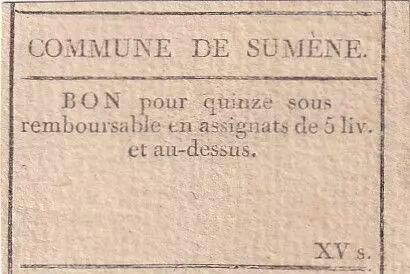 COMMUNE DE SUMÈNE.
BON pour quinze sous
remboursable en assignats de 5 liv.
et au-dessus.
XV s.